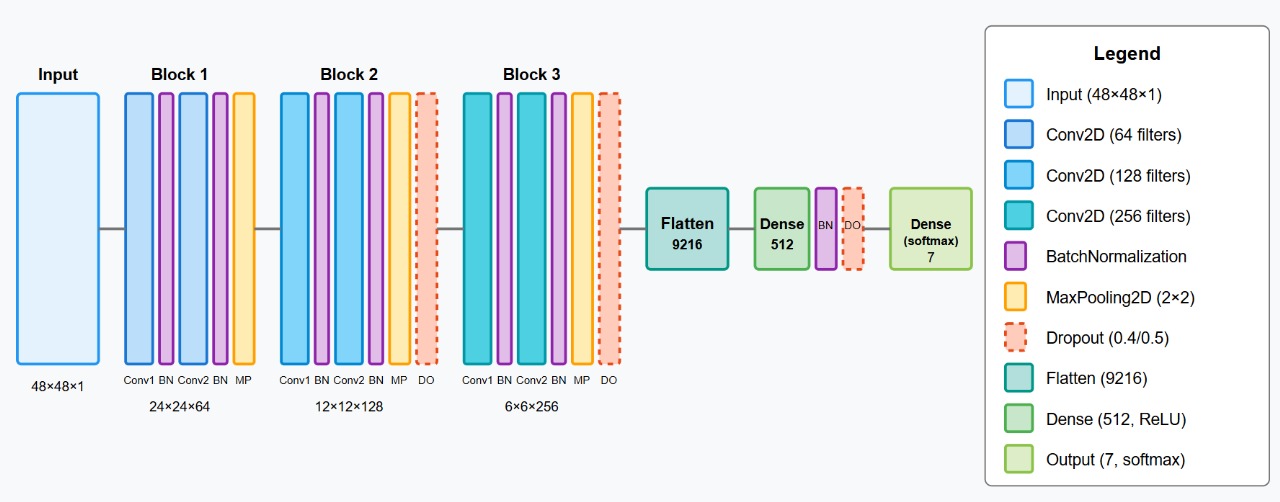 Input
Block 1
Block 2
Block 3
Conv1 BN Conv2 BN MP
Conv1 BN Conv2 BN MP DO
Conv1 BN Conv2 BN MP DO
48×48×1
24×24×64
12×12×128
6×6×256
Flatten
9216
Dense
512
BN
DO
Dense
(softmax)
7
Legend
Input (48×48×1)
Conv2D (64 filters)
Conv2D (128 filters)
Conv2D (256 filters)
BatchNormalization
MaxPooling2D (2×2)
Dropout (0.4/0.5)
Flatten (9216)
Dense (512, ReLU)
Output (7, softmax)